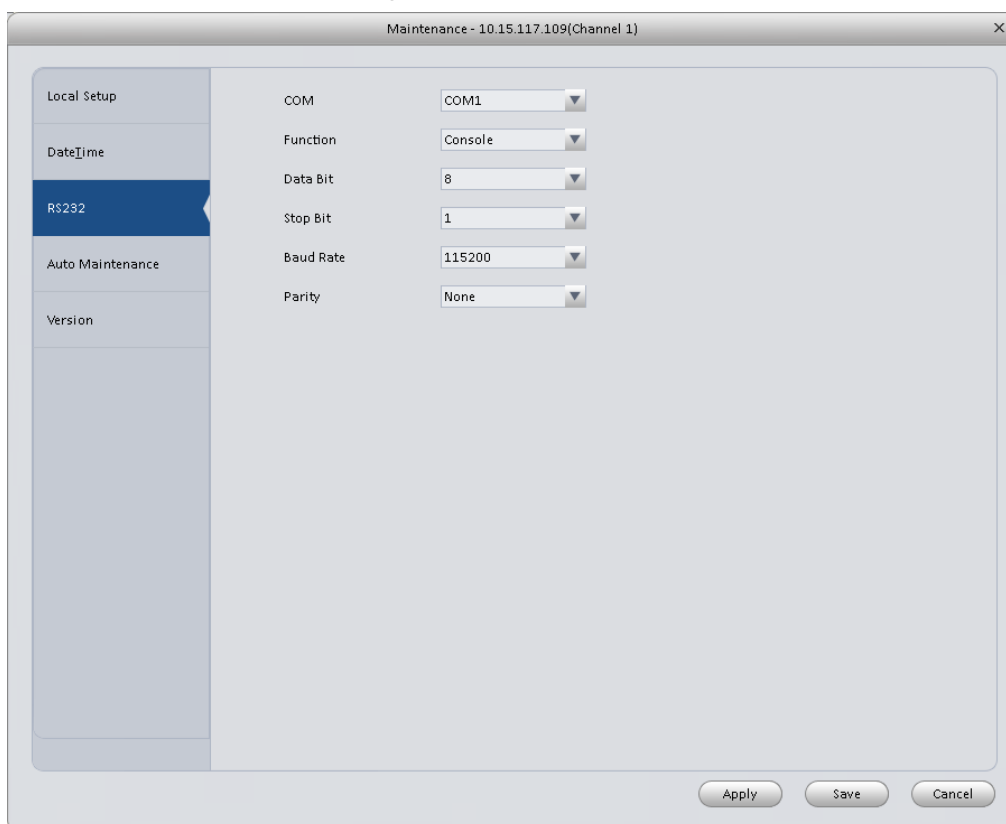 Maintenance - 10.15.117.109(Channel 1)
Local Setup
DateTime
RS232
Auto Maintenance
Version
COM COM1
Function Console
Data Bit 8
Stop Bit 1
Baud Rate 115200
Parity None
Apply Save Cancel